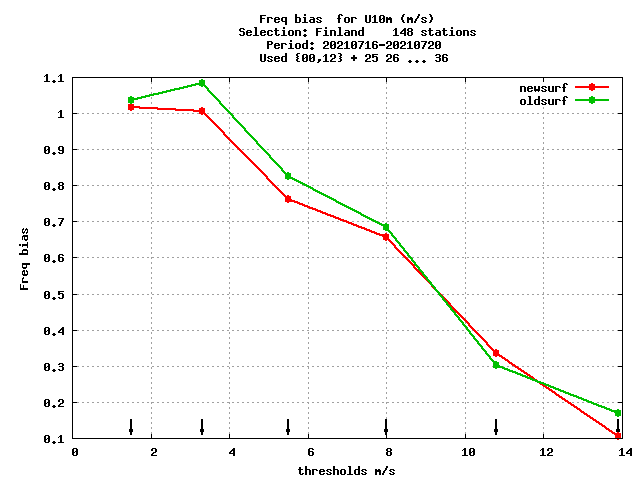 Freq bias  for U10m (m/s)
Selection: Finland    148 stations
Period: 20210716-20210720
Used {00,12} + 25 26 ... 36
newsurf
oldsurf
1.1
1
0.9
0.8
0.7
0.6
0.5
0.4
0.3
0.2
0.1
Freq bias
0 2 4 6 8 10 12 14
thresholds m/s